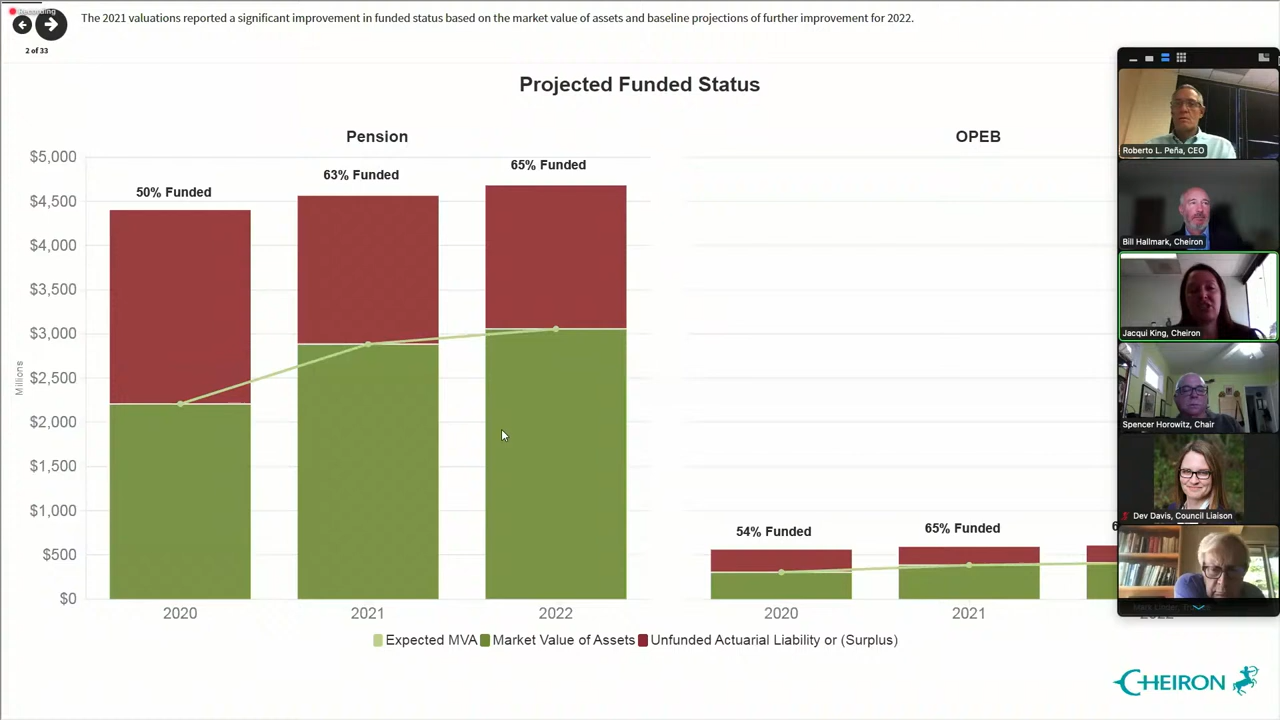 Recording
The 2021 valuations reported a significant improvement in funded status based on the market value of assets and baseline projections of further improvement for 2022.
2 of 33
Projected Funded Status
Pension
OPEB
$5,000
$4,500
$4,000
$3,500
$3,000
$2,500
$2,000
$1,500
$1,000
$500
$0
Millions
50% Funded
63% Funded
65% Funded
54% Funded
65% Funded
6
2020
2021
2022
2020
2021
2022
Expected MVA
Market Value of Assets
Unfunded Actuarial Liability or (Surplus)
Roberto L. Peña, CEO
Bill Hallmark, Cheiron
Jacqui King, Cheiron
Spencer Horowitz, Chair
Dev Davis, Council Liaison
CHEIRON